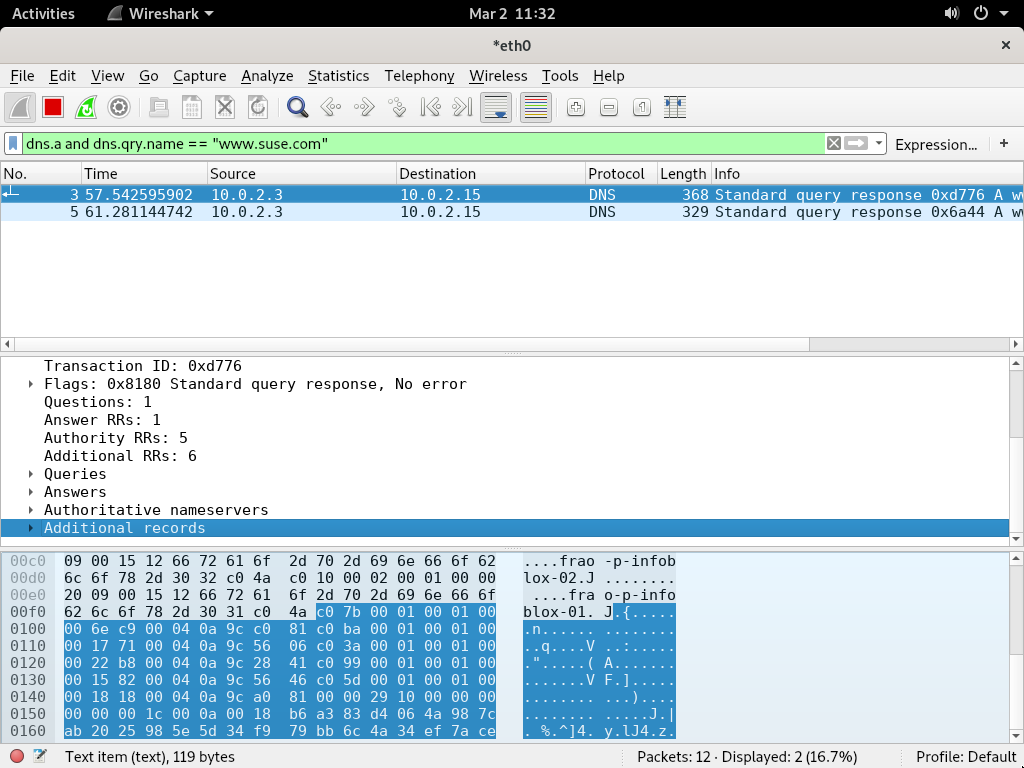 Activities Wireshark Mar 2 11:32
*eth0
File Edit View Go Capture Analyze Statistics Telephony Wireless Tools Help
dns.a and dns.qry.name == "www.suse.com" Expression... +
No. Time Source Destination Protocol Length Info
3 57.542595902 10.0.2.3 10.0.2.15 DNS 368 Standard query response 0xd776 A
5 61.281144742 10.0.2.3 10.0.2.15 DNS 329 Standard query response 0x6a44 A
Transaction ID: 0xd776
Flags: 0x8180 Standard query response, No error
Questions: 1
Answer RRs: 1
Authority RRs: 5
Additional RRs: 6
Queries
Answers
Authoritative nameservers
Additional records
00c0 09 00 15 12 66 72 61 6f 2d 70 2d 69 6e 66 6f 62 ....frao -p-infob
00d0 6c 6f 78 2d 30 32 c0 4a c0 10 00 02 00 01 00 00 lox-02.J ........
00e0 20 09 00 15 12 66 72 61 6f 2d 70 2d 69 6e 66 6f ....fra o-p-info
00f0 62 6c 6f 78 2d 30 31 c0 4a c0 7b 00 01 00 01 00 blox-01. J.{.....
0100 00 6e c9 00 04 0a 9c c0 81 c0 ba 00 01 00 01 00 .n...... ........
0110 00 17 71 00 04 0a 9c 56 06 c0 3a 00 01 00 01 00 ..q....V ..:.....
0120 00 22 b8 00 04 0a 9c 28 41 c0 99 00 01 00 01 00 .".....( A.......
0130 00 15 82 00 04 0a 9c 56 46 c0 5d 00 01 00 01 00 .......V F.].....
0140 00 18 18 00 04 0a 9c a0 81 00 00 29 10 00 00 00 ........ ...)....
0150 00 00 00 1c 00 0a 00 18 b6 a3 83 d4 06 4a 98 7c ........ .....J.|
0160 ab 20 25 98 5e 5d 34 f9 79 bb 6c 4a 34 ef 7a ce . %.^]4. y.lJ4.z.
Text item (text), 119 bytes Packets: 12 · Displayed: 2 (16.7%) Profile: Default